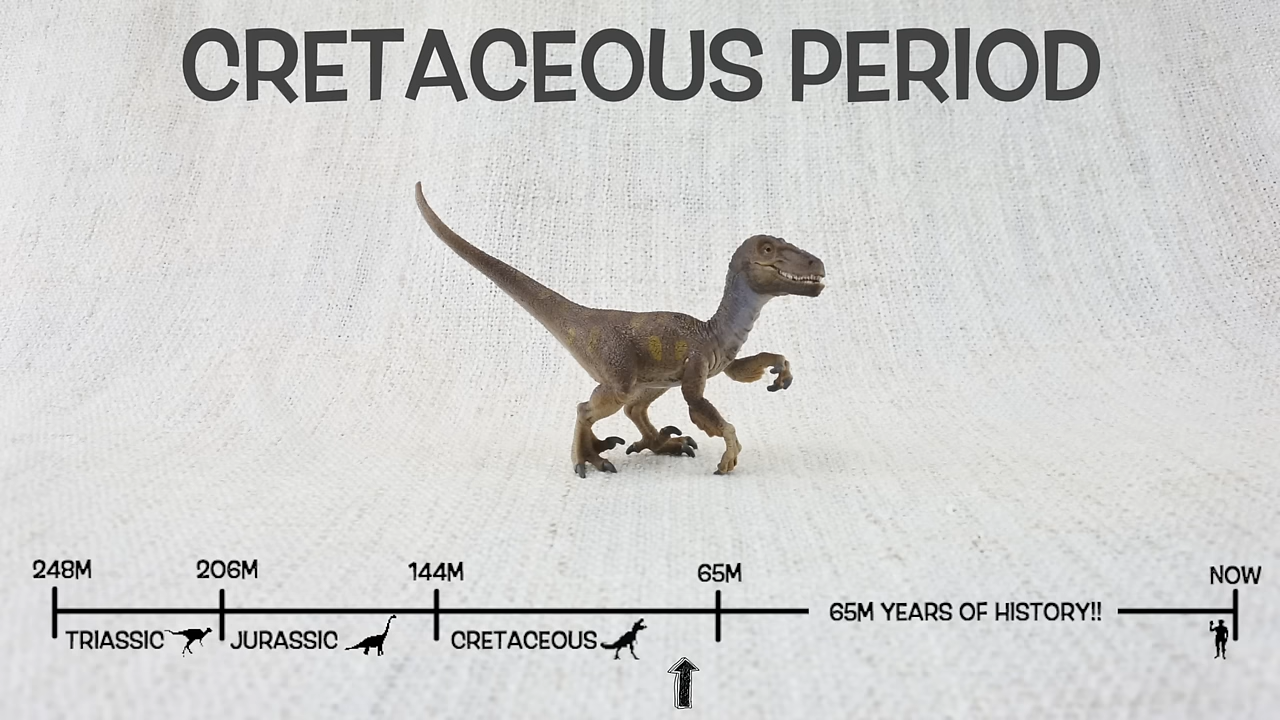 CRETACEOUS PERIOD
248M 206M 144M 65M NOW
65M YEARS OF HISTORY!!
TRIASSIC JURASSIC CRETACEOUS